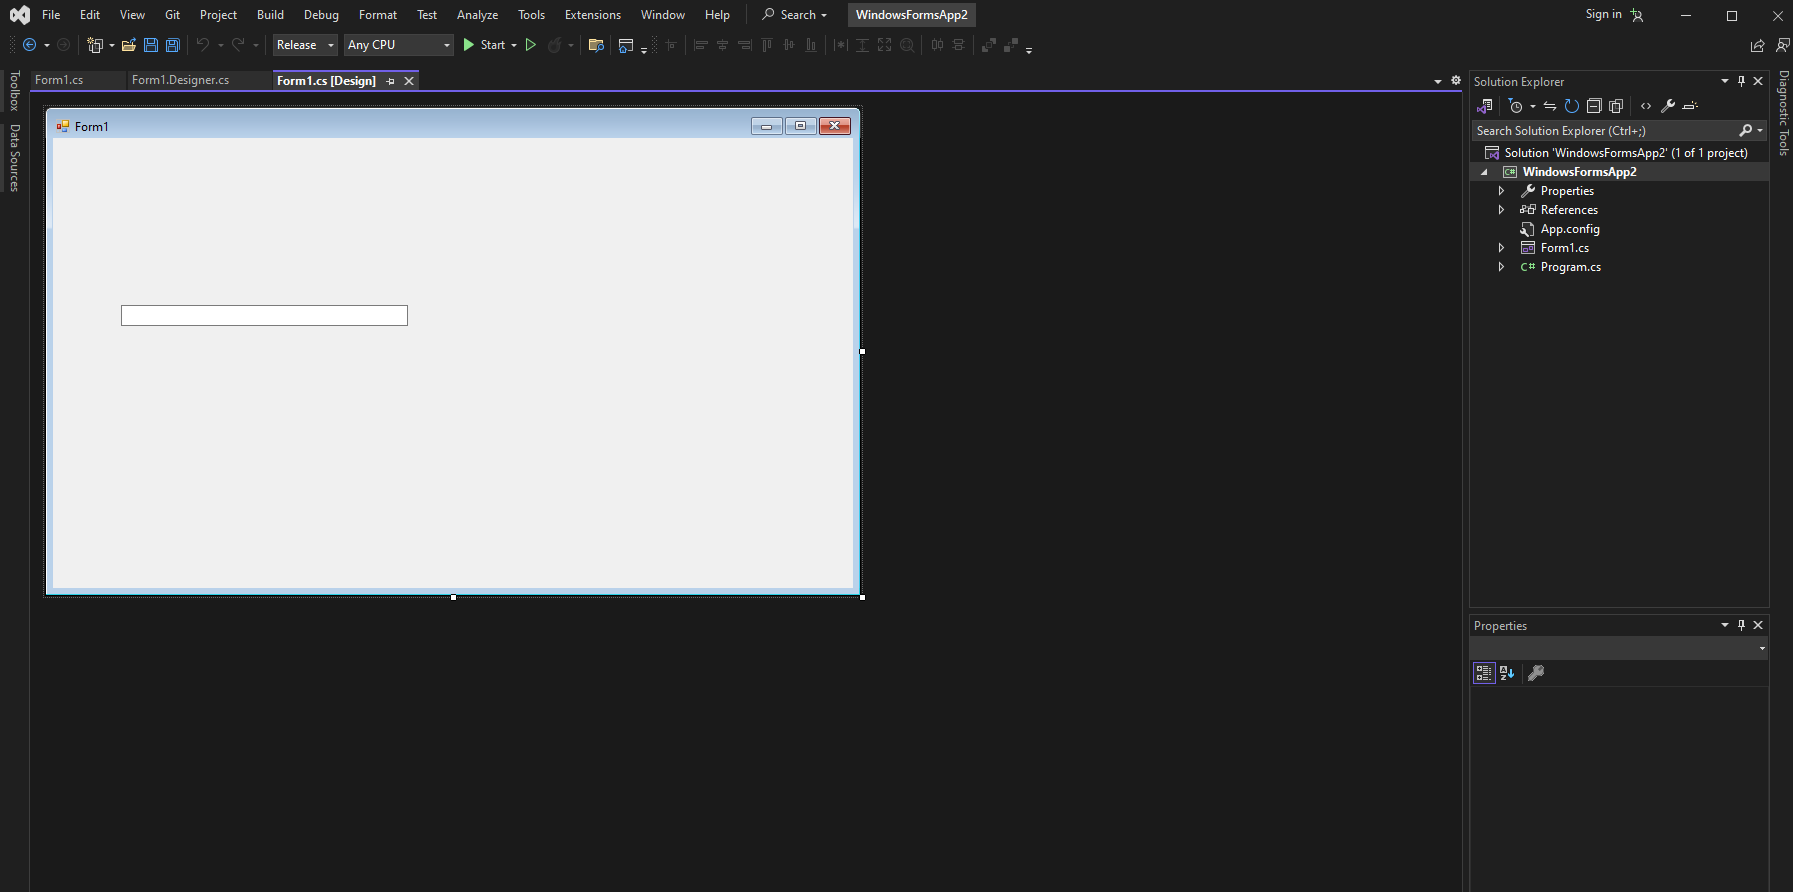 File Edit View Git Project Build Debug Format Test Analyze Tools Extensions Window Help Search WindowsFormsApp2 Sign in
Release Any CPU Start
Toolbox
Data Sources
Form1.cs Form1.Designer.cs Form1.cs [Design]
Form1
Solution Explorer
Search Solution Explorer (Ctrl+;)
Solution 'WindowsFormsApp2' (1 of 1 project)
C# WindowsFormsApp2
Properties
References
App.config
Form1.cs
C# Program.cs
Properties
Diagnostic Tools